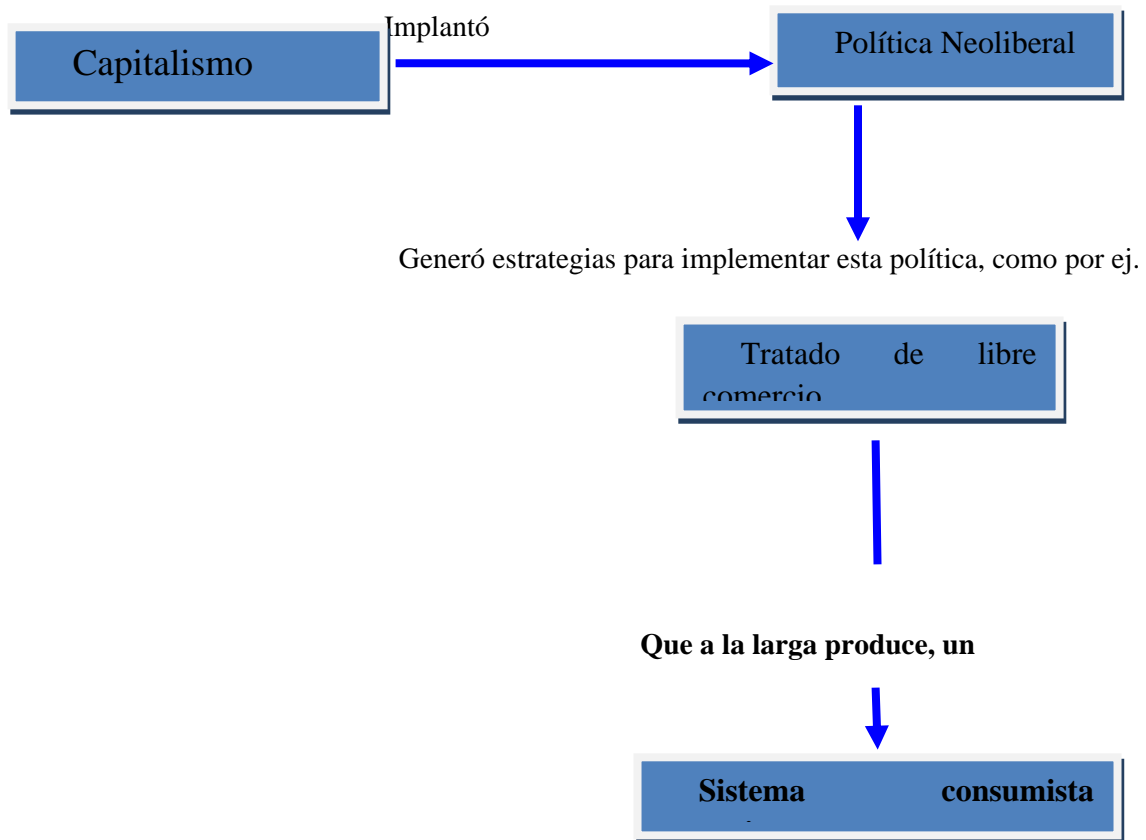 Implantó
Capitalismo
Política Neoliberal
Generó estrategias para implementar esta política, como por ej.
Tratado de libre
comercio
Que a la larga produce, un
Sistema consumista